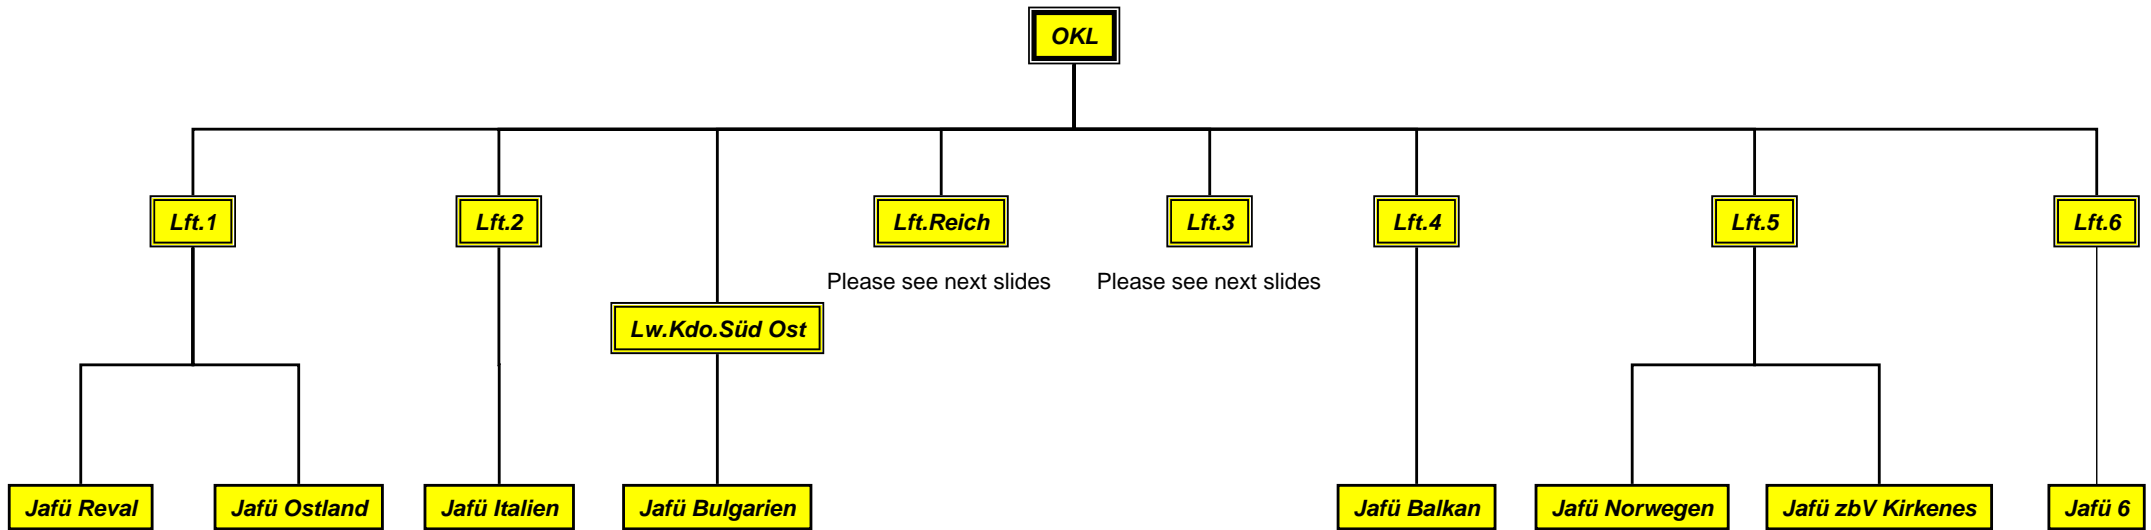 OKL
Lft.1
Lft.2
Lft.Reich
Lft.3
Lft.4
Lft.5
Lft.6
Please see next slides
Please see next slides
Lw.Kdo.Süd Ost
Jafü Reval
Jafü Ostland
Jafü Italien
Jafü Bulgarien
Jafü Balkan
Jafü Norwegen
Jafü zbV Kirkenes
Jafü 6